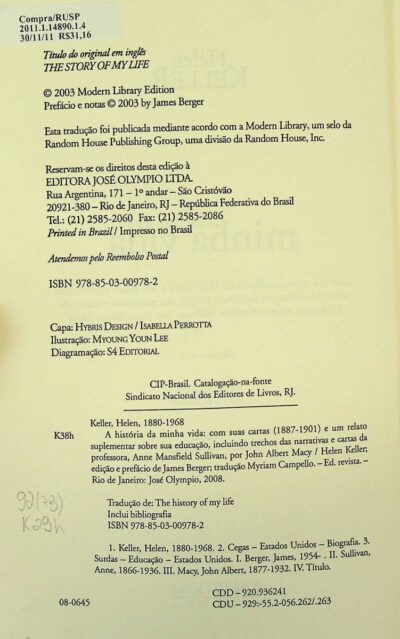 Compra/RUSP
2011.1.14890.1.4
30/11/11 R$31,16
Título do original em inglês
THE STORY OF MY LIFE
© 2003 Modern Library Edition
Prefácio e notas © 2003 by James Berger
Esta tradução foi publicada mediante acordo com a Modern Library, um selo da
Random House Publishing Group, uma divisão da Random House, Inc.
Reservam-se os direitos desta edição à
EDITORA JOSÉ OLYMPIO LTDA.
Rua Argentina, 171 – 1º andar – São Cristóvão
20921-380 – Rio de Janeiro, RJ – República Federativa do Brasil
Tel.: (21) 2585-2060 Fax: (21) 2585-2086
Printed in Brazil / Impresso no Brasil
Atendemos pelo Reembolso Postal
ISBN 978-85-03-00978-2
Capa: HYBRIS DESIGN / ISABELLA PERROTTA
Ilustração: MYOUNG YOUN LEE
Diagramação: S4 EDITORIAL
CIP-Brasil. Catalogação-na-fonte
Sindicato Nacional dos Editores de Livros, RJ.
Keller, Helen, 1880-1968
K38h A história da minha vida: com suas cartas (1887-1901) e um relato
suplementar sobre sua educação, incluindo trechos das narrativas e cartas da
professora, Anne Mansfield Sullivan, por John Albert Macy / Helen Keller;
edição e prefácio de James Berger; tradução Myriam Campello. – Ed. revista. –
Rio de Janeiro: José Olympio, 2008.
92(73)
K29h
Tradução de: The history of my life
Inclui bibliografia
ISBN 978-85-03-00978-2
1. Keller, Helen, 1880-1968. 2. Cegas – Estados Unidos – Biografia. 3.
Surdas – Educação – Estados Unidos. I. Berger, James, 1954- . II. Sullivan,
Anne, 1866-1936. III. Macy, John Albert, 1877-1932. IV. Título.
08-0645
CDD – 920.936241
CDU – 929:-55.2-056.262/.263